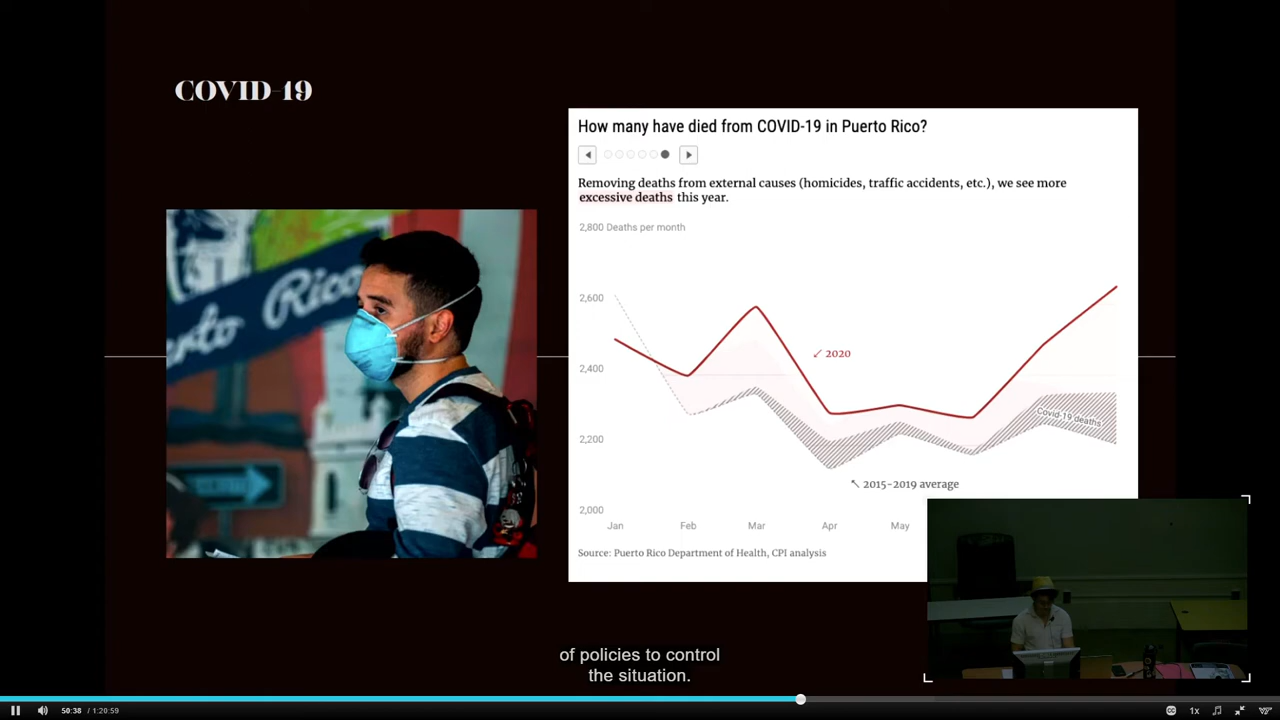 COVID-19
How many have died from COVID-19 in Puerto Rico?
Removing deaths from external causes (homicides, traffic accidents, etc.), we see more
excessive deaths this year.
2,800 Deaths per month
2,600
2,400
2,200
2,000
↙ 2020
Covid-19 deaths
↖ 2015-2019 average
Jan Feb Mar Apr May
Source: Puerto Rico Department of Health, CPI analysis
erto Rico
of policies to control
the situation.
50:38 / 1:20:59
CC
1x